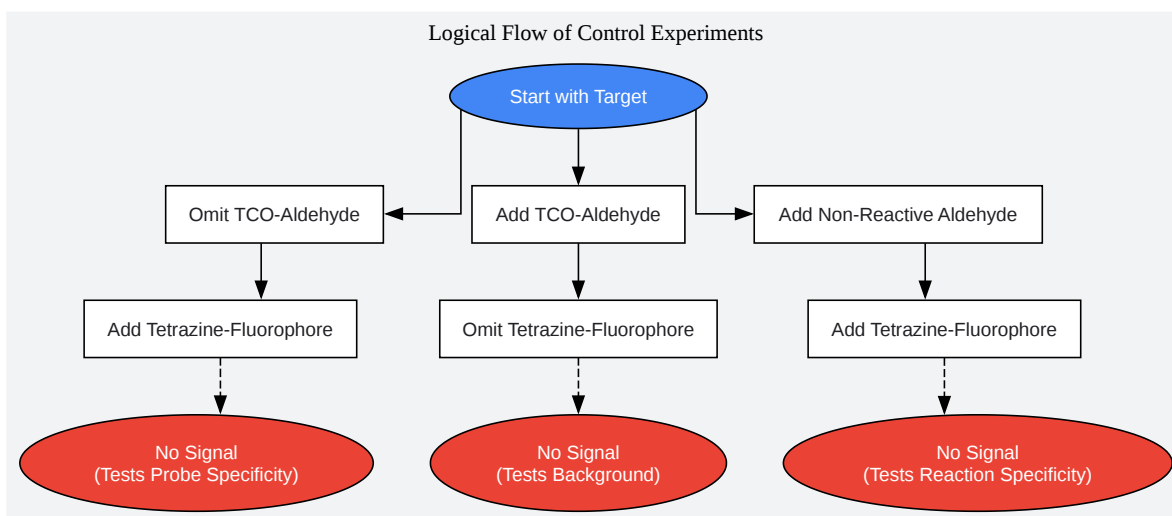 Logical Flow of Control Experiments
Start with Target
Omit TCO-Aldehyde
Add TCO-Aldehyde
Add Non-Reactive Aldehyde
Add Tetrazine-Fluorophore
Omit Tetrazine-Fluorophore
Add Tetrazine-Fluorophore
No Signal
(Tests Probe Specificity)
No Signal
(Tests Background)
No Signal
(Tests Reaction Specificity)